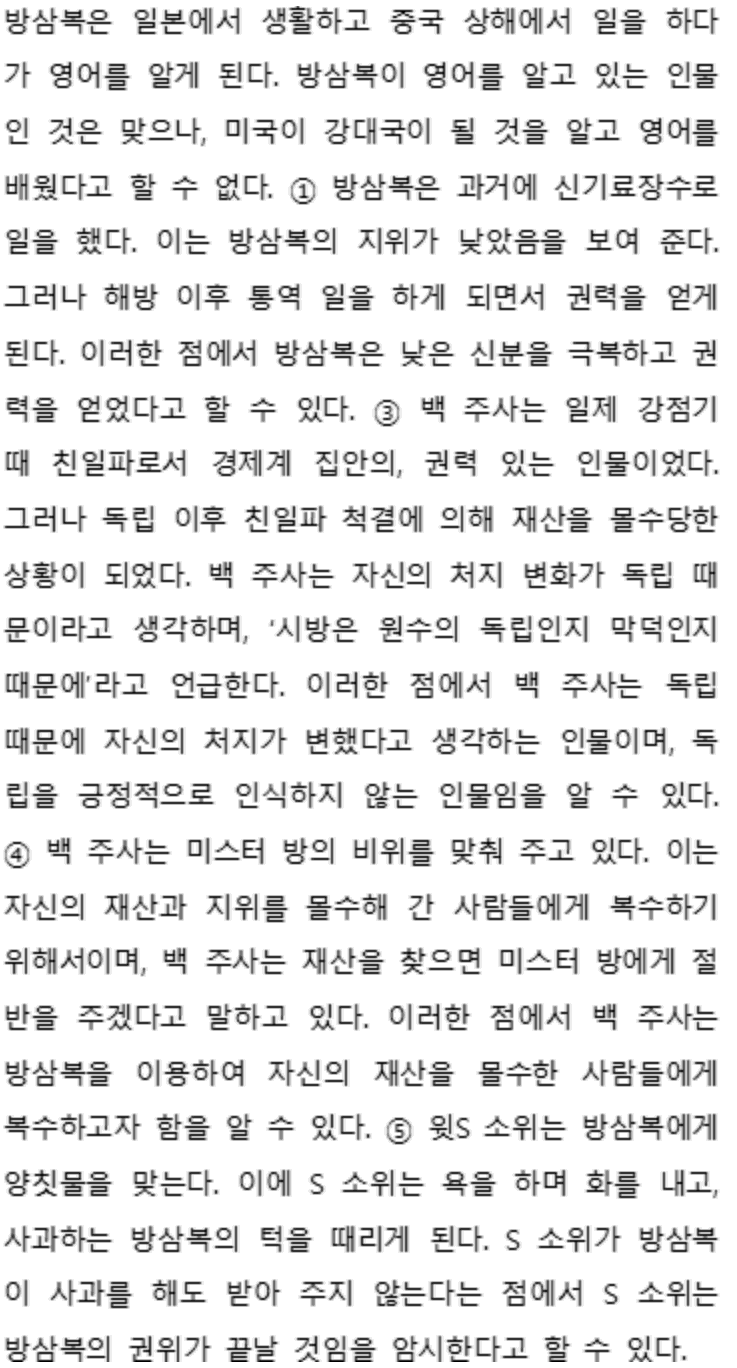 방삼복은 일본에서 생활하고 중국 상해에서 일을 하다
가 영어를 알게 된다. 방삼복이 영어를 알고 있는 인물
인 것은 맞으나, 미국이 강대국이 될 것을 알고 영어를
배웠다고 할 수 없다. ① 방삼복은 과거에 신기료장수로
일을 했다. 이는 방삼복의 지위가 낮았음을 보여 준다.
그러나 해방 이후 통역 일을 하게 되면서 권력을 얻게
된다. 이러한 점에서 방삼복은 낮은 신분을 극복하고 권
력을 얻었다고 할 수 있다. ③ 백 주사는 일제 강점기
때 친일파로서 경제계 집안의, 권력 있는 인물이었다.
그러나 독립 이후 친일파 척결에 의해 재산을 몰수당한
상황이 되었다. 백 주사는 자신의 처지 변화가 독립 때
문이라고 생각하며, ‘시방은 원수의 독립인지 막덕인지
때문에’라고 언급한다. 이러한 점에서 백 주사는 독립
때문에 자신의 처지가 변했다고 생각하는 인물이며, 독
립을 긍정적으로 인식하지 않는 인물임을 알 수 있다.
④ 백 주사는 미스터 방의 비위를 맞춰 주고 있다. 이는
자신의 재산과 지위를 몰수해 간 사람들에게 복수하기
위해서이며, 백 주사는 재산을 찾으면 미스터 방에게 절
반을 주겠다고 말하고 있다. 이러한 점에서 백 주사는
방삼복을 이용하여 자신의 재산을 몰수한 사람들에게
복수하고자 함을 알 수 있다. ⑤ 윗S 소위는 방삼복에게
양칫물을 맞는다. 이에 S 소위는 욕을 하며 화를 내고,
사과하는 방삼복의 턱을 때리게 된다. S 소위가 방삼복
이 사과를 해도 받아 주지 않는다는 점에서 S 소위는
방삼복의 권위가 끝날 것임을 암시한다고 할 수 있다.